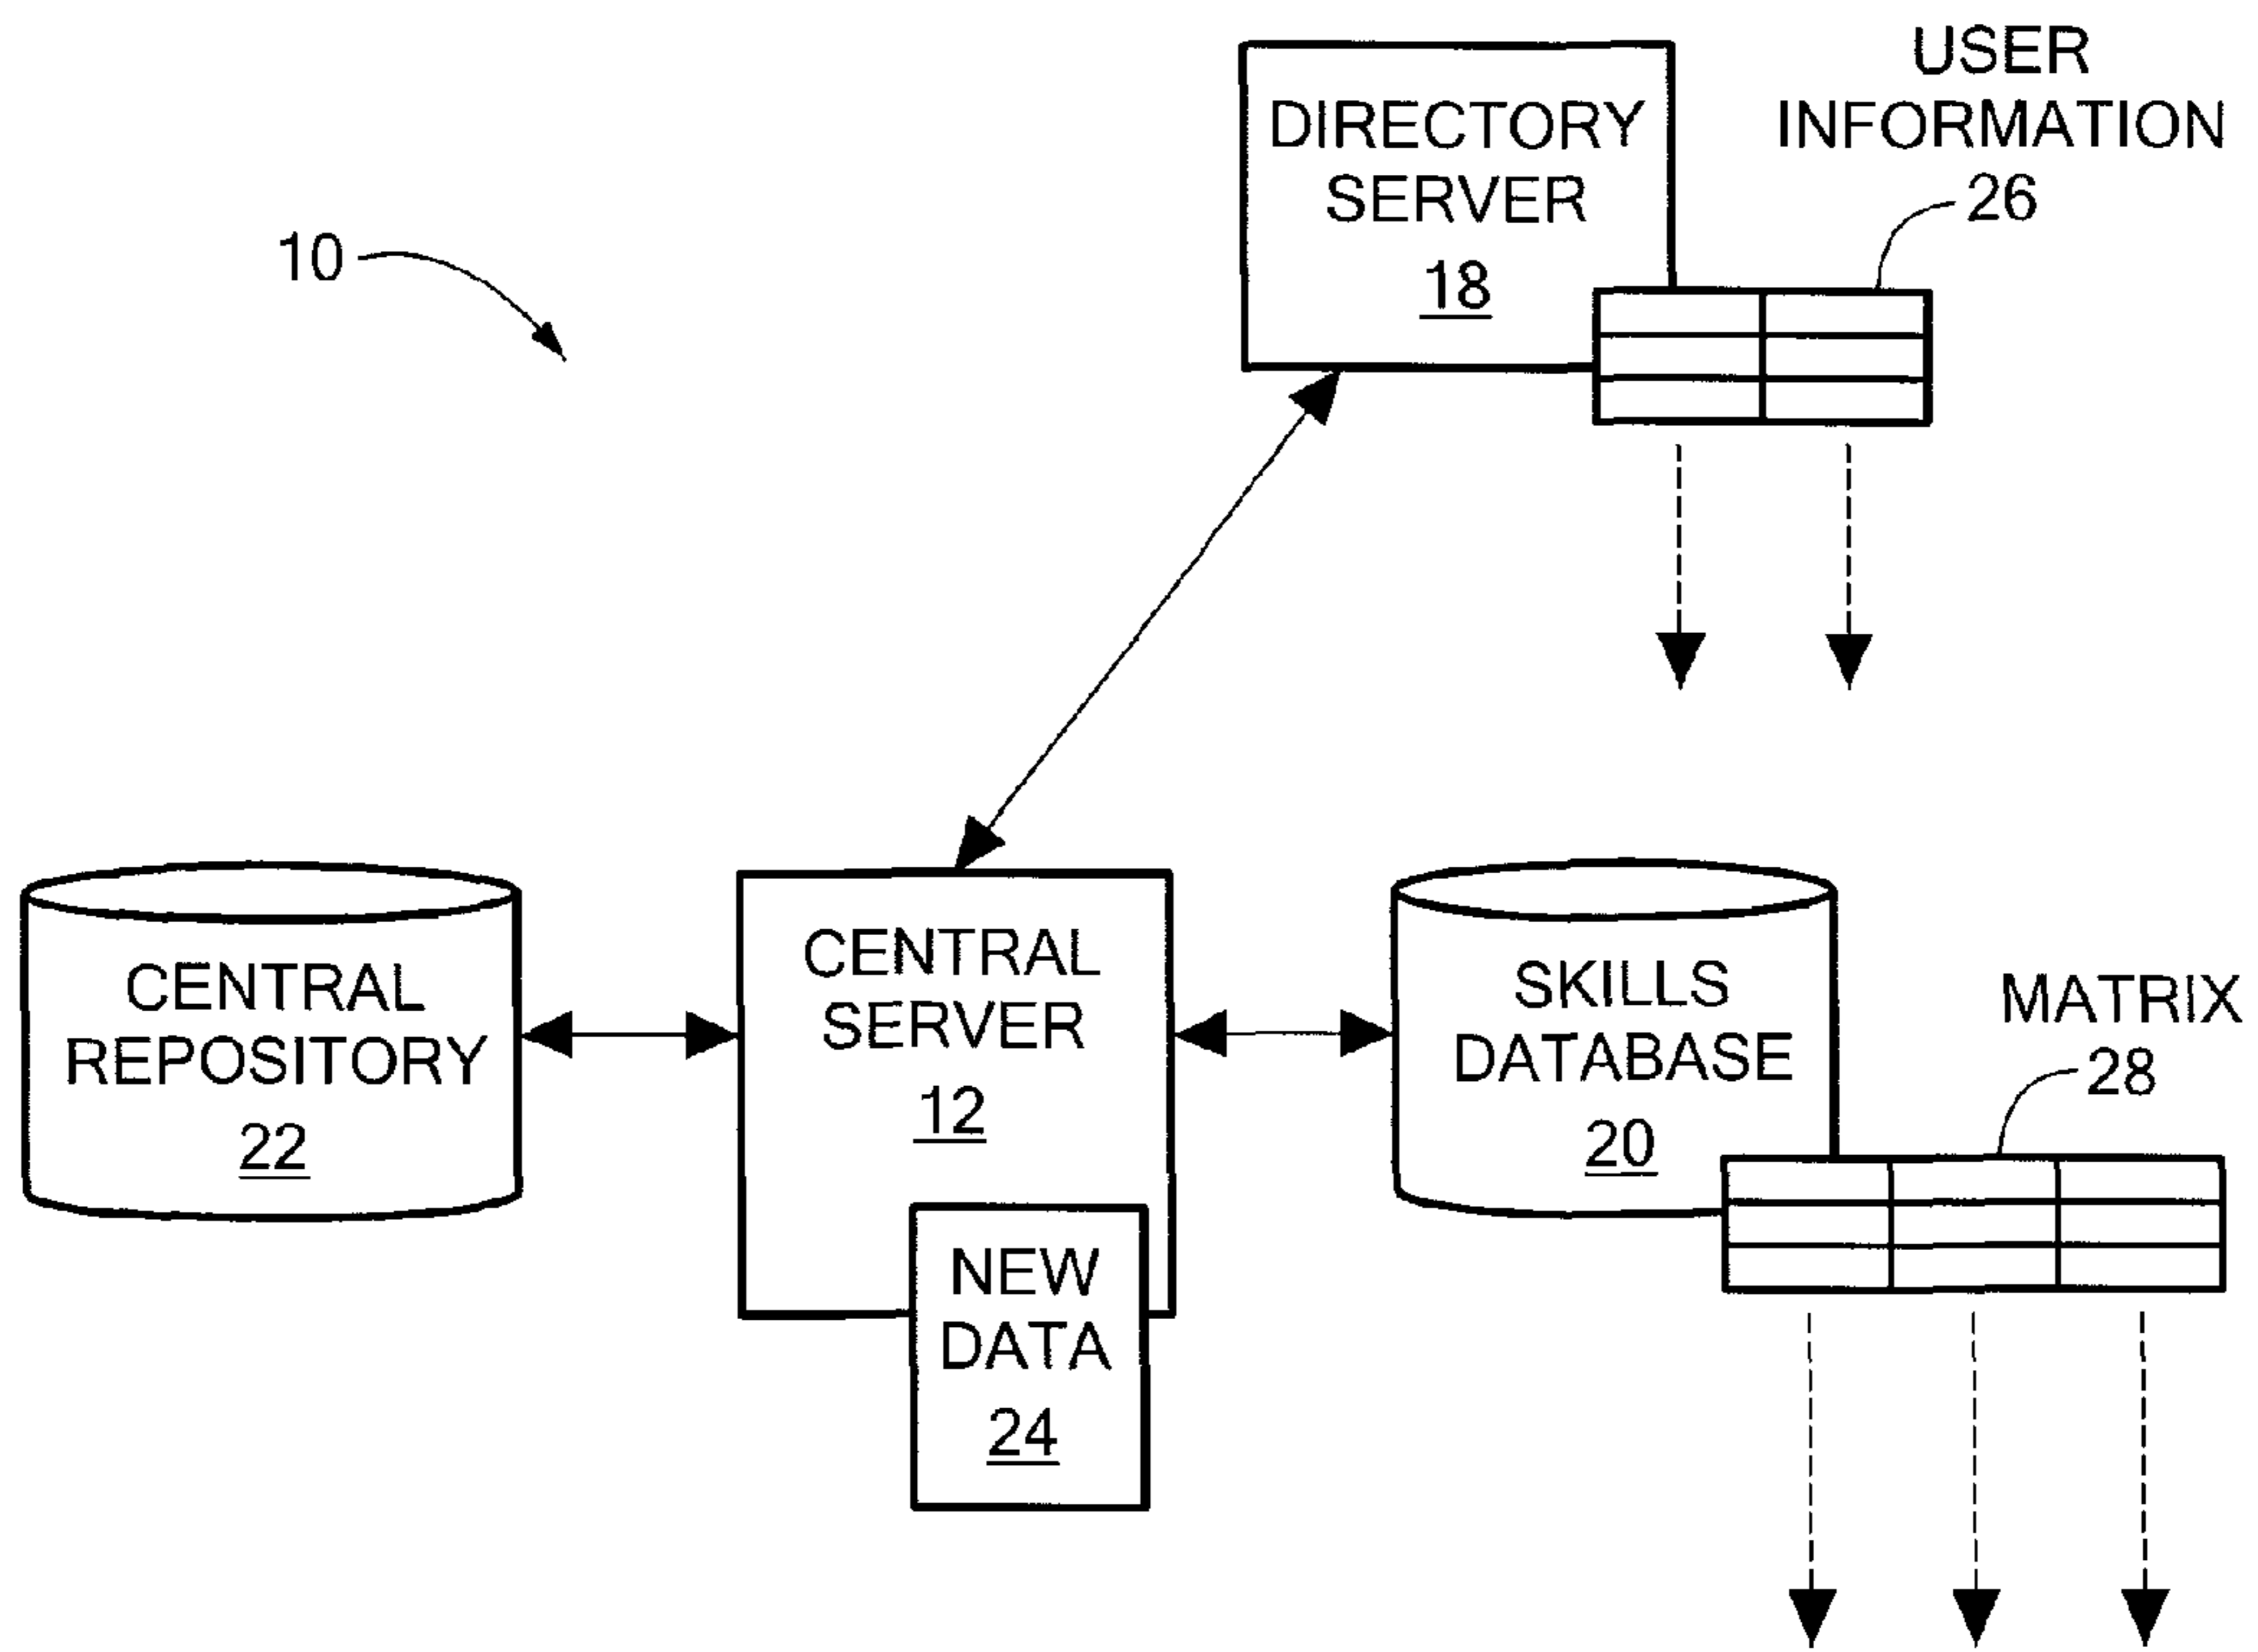 USER
INFORMATION
26
DIRECTORY
SERVER
18
10
CENTRAL
REPOSITORY
22
CENTRAL
SERVER
12
NEW
DATA
24
SKILLS
DATABASE
20
MATRIX
28